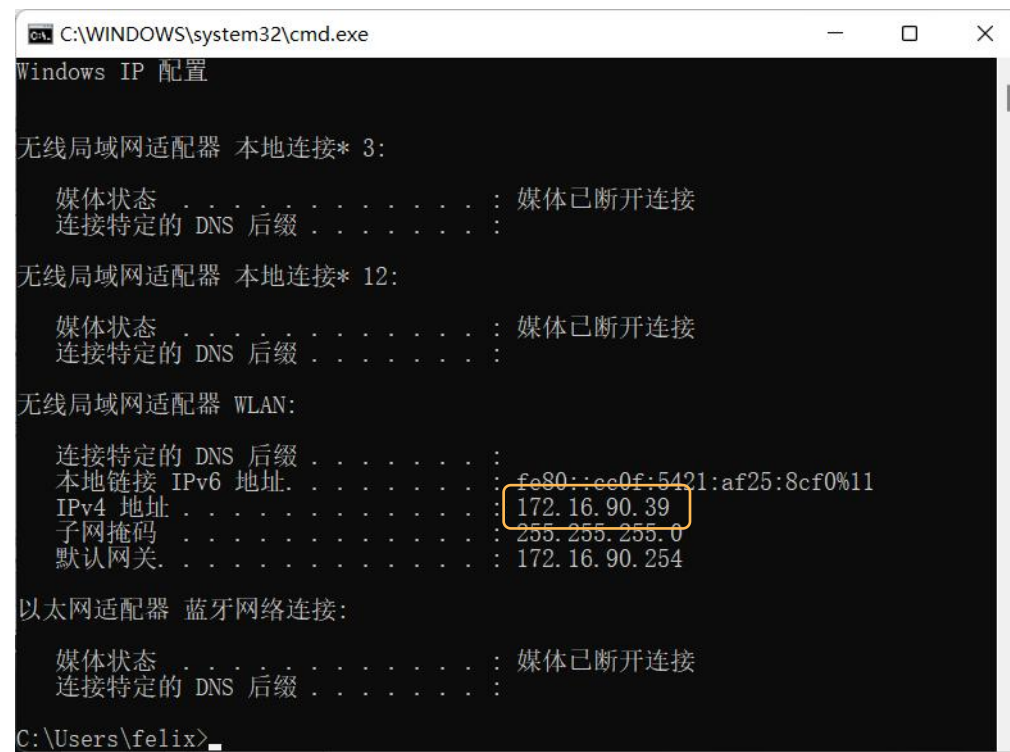 C:\WINDOWS\system32\cmd.exe
Windows IP 配置
无线局域网适配器 本地连接* 3:
媒体状态 . . . . . . . . . . . . : 媒体已断开连接
连接特定的 DNS 后缀 . . . . . . . :
无线局域网适配器 本地连接* 12:
媒体状态 . . . . . . . . . . . . : 媒体已断开连接
连接特定的 DNS 后缀 . . . . . . . :
无线局域网适配器 WLAN:
连接特定的 DNS 后缀 . . . . . . . :
本地链接 IPv6 地址. . . . . . . . : fe80::cc0f:5421:af25:8cf0%11
IPv4 地址 . . . . . . . . . . . . : 172.16.90.39
子网掩码 . . . . . . . . . . . . : 255.255.255.0
默认网关. . . . . . . . . . . . . : 172.16.90.254
以太网适配器 蓝牙网络连接:
媒体状态 . . . . . . . . . . . . : 媒体已断开连接
连接特定的 DNS 后缀 . . . . . . . :
C:\Users\felix>